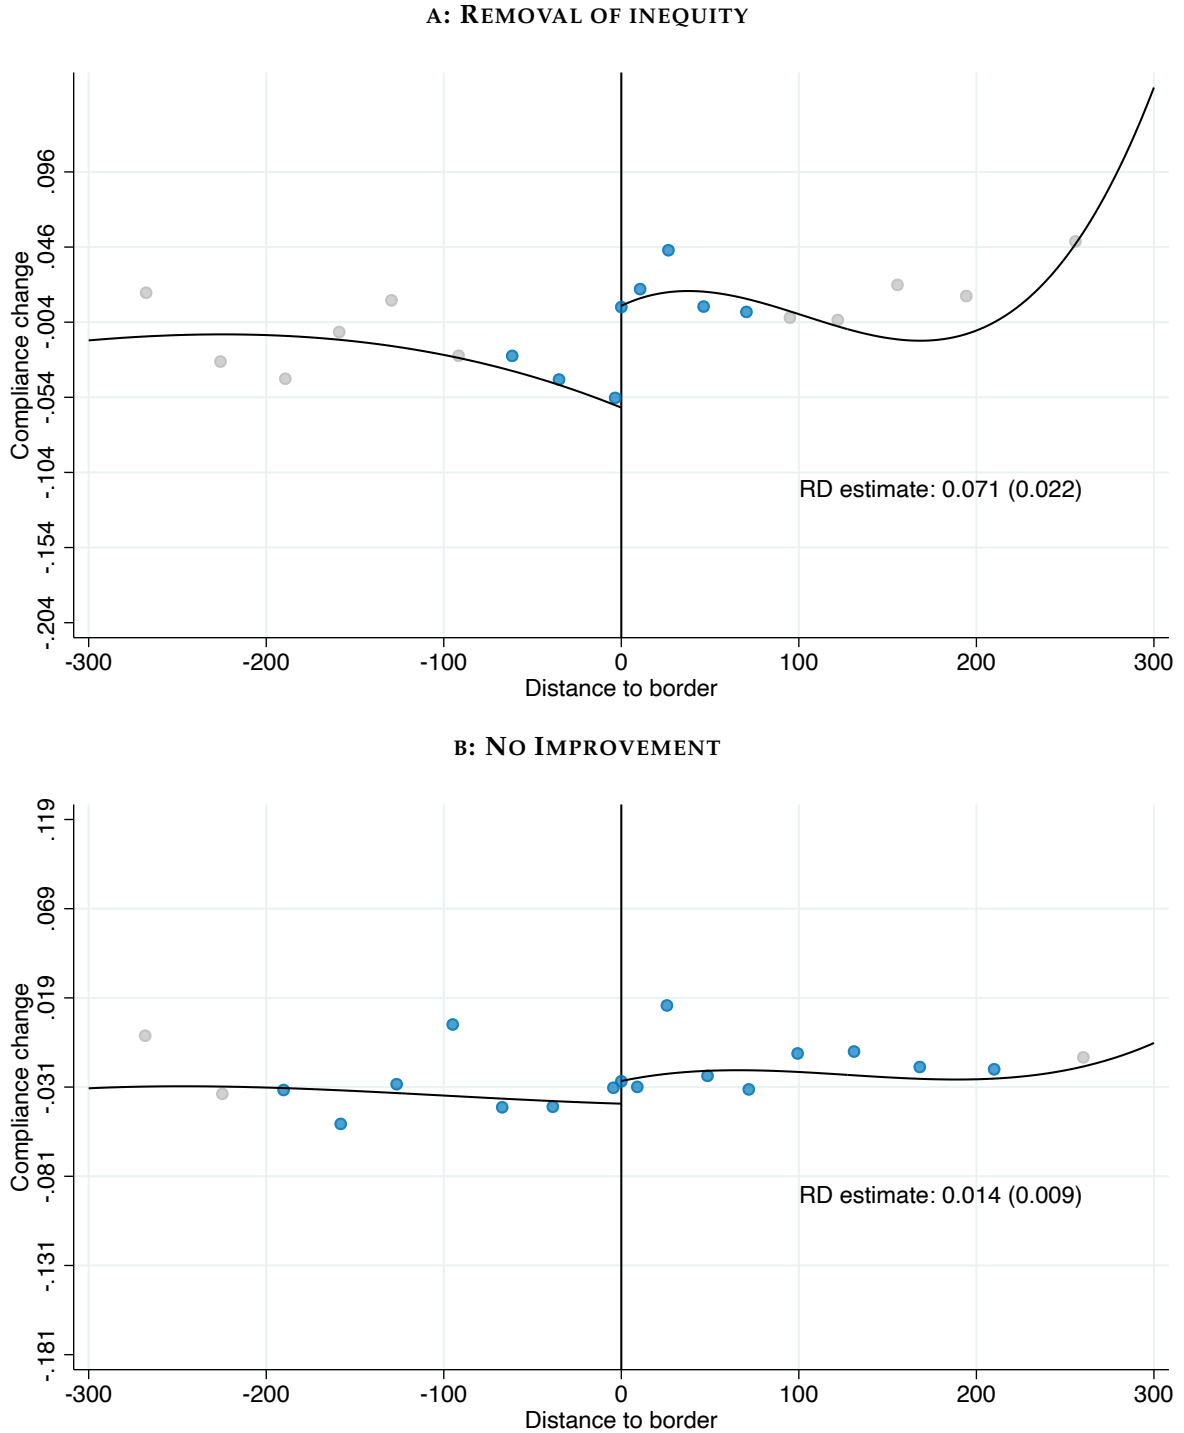 A: REMOVAL OF INEQUITY
Compliance change
.096
.046
-.004
-.054
-.104
-.154
-.204
RD estimate: 0.071 (0.022)
-300 -200 -100 0 100 200 300
Distance to border
B: NO IMPROVEMENT
Compliance change
.119
.069
.019
-.031
-.081
-.131
-.181
RD estimate: 0.014 (0.009)
-300 -200 -100 0 100 200 300
Distance to border